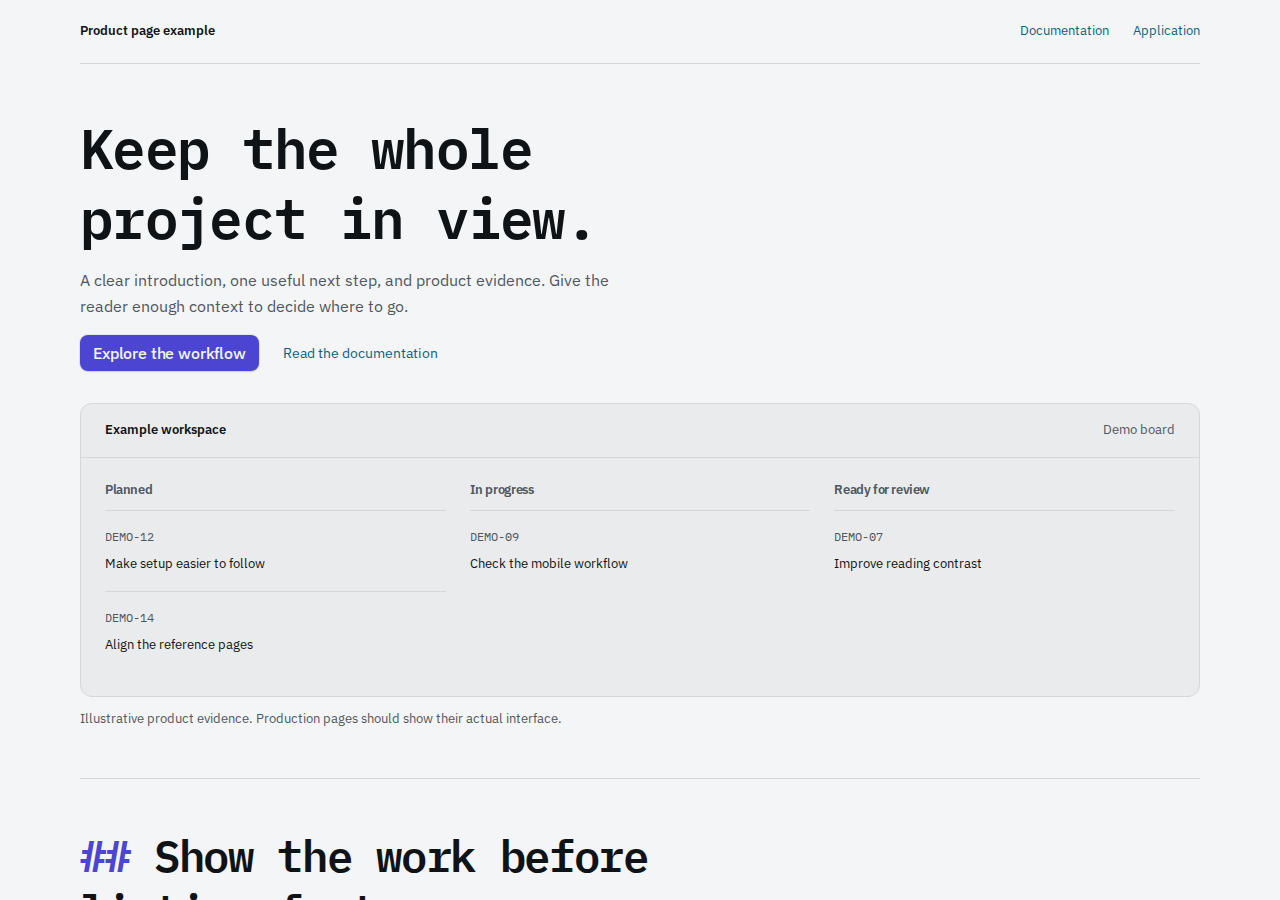 Product page example
Documentation
Application
Keep the whole
project in view.
A clear introduction, one useful next step, and product evidence. Give the
reader enough context to decide where to go.
Explore the workflow
Read the documentation
Example workspace
Demo board
Planned
In progress
Ready for review
DEMO-12
DEMO-09
DEMO-07
Make setup easier to follow
Check the mobile workflow
Improve reading contrast
DEMO-14
Align the reference pages
Illustrative product evidence. Production pages should show their actual interface.
## Show the work before